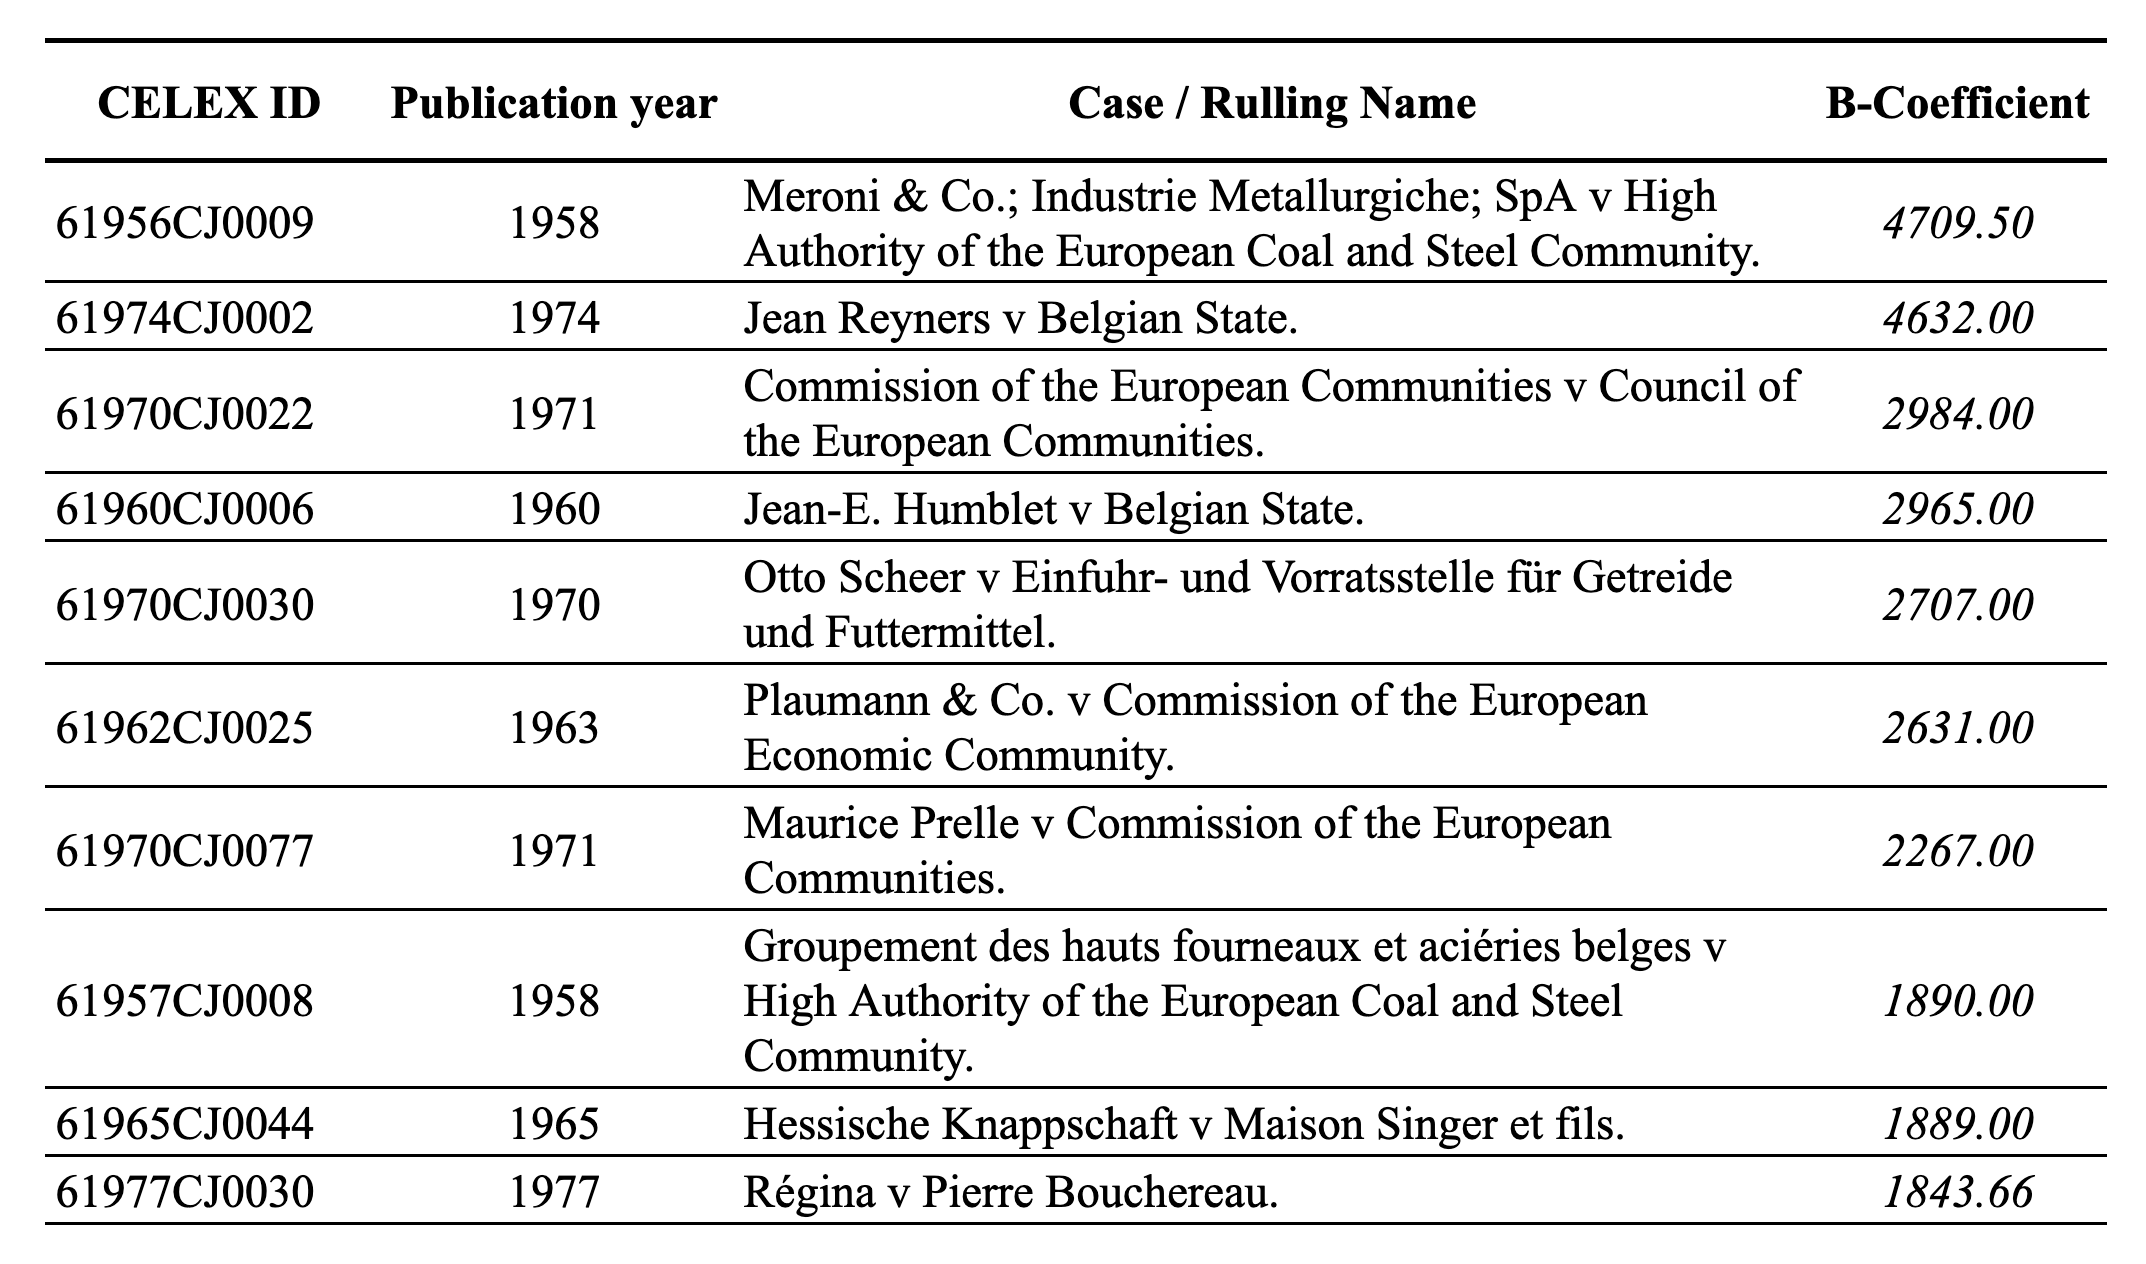 CELEX ID Publication year Case / Rulling Name B-Coefficient
61956CJ0009 1958 Meroni & Co.; Industrie Metallurgiche; SpA v High
Authority of the European Coal and Steel Community. 4709.50
61974CJ0002 1974 Jean Reyners v Belgian State. 4632.00
61970CJ0022 1971 Commission of the European Communities v Council of
the European Communities. 2984.00
61960CJ0006 1960 Jean-E. Humblet v Belgian State. 2965.00
61970CJ0030 1970 Otto Scheer v Einfuhr- und Vorratsstelle für Getreide
und Futtermittel. 2707.00
61962CJ0025 1963 Plaumann & Co. v Commission of the European
Economic Community. 2631.00
61970CJ0077 1971 Maurice Prelle v Commission of the European
Communities. 2267.00
61957CJ0008 1958 Groupement des hauts fourneaux et aciéries belges v
High Authority of the European Coal and Steel
Community. 1890.00
61965CJ0044 1965 Hessische Knappschaft v Maison Singer et fils. 1889.00
61977CJ0030 1977 Régina v Pierre Bouchereau. 1843.66